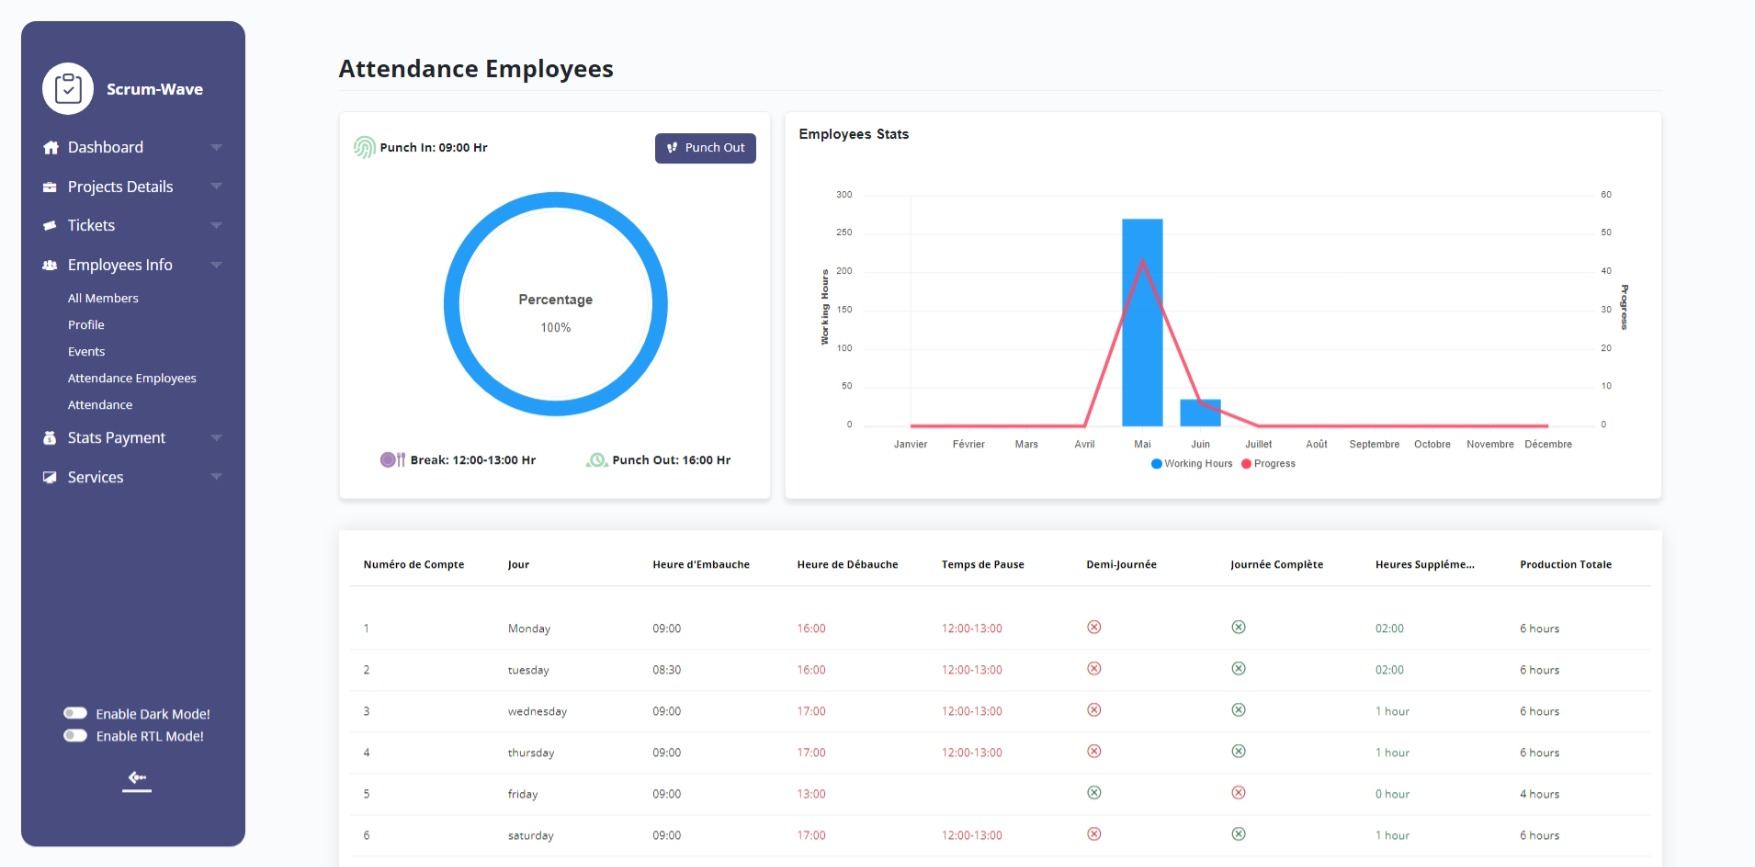 Scrum-Wave
Dashboard
Projects Details
Tickets
Employees Info
All Members
Profile
Events
Attendance Employees
Attendance
Stats Payment
Services
Enable Dark Mode!
Enable RTL Mode!
Attendance Employees
Punch In: 09:00 Hr
Punch Out
Percentage
100%
Break: 12:00-13:00 Hr
Punch Out: 16:00 Hr
Employees Stats
300 60
250 50
200 40
150 30
100 20
50 10
0 0
Working Hours
Progress
Janvier Février Mars Avril Mai Juin Juillet Août Septembre Octobre Novembre Décembre
Working Hours Progress
Numéro de Compte Jour Heure d'Embauche Heure de Débauche Temps de Pause Demi-Journée Journée Complète Heures Suppléme... Production Totale
1 Monday 09:00 16:00 12:00-13:00 02:00 6 hours
2 tuesday 08:30 16:00 12:00-13:00 02:00 6 hours
3 wednesday 09:00 17:00 12:00-13:00 1 hour 6 hours
4 thursday 09:00 17:00 12:00-13:00 1 hour 6 hours
5 friday 09:00 13:00 0 hour 4 hours
6 saturday 09:00 17:00 12:00-13:00 1 hour 6 hours